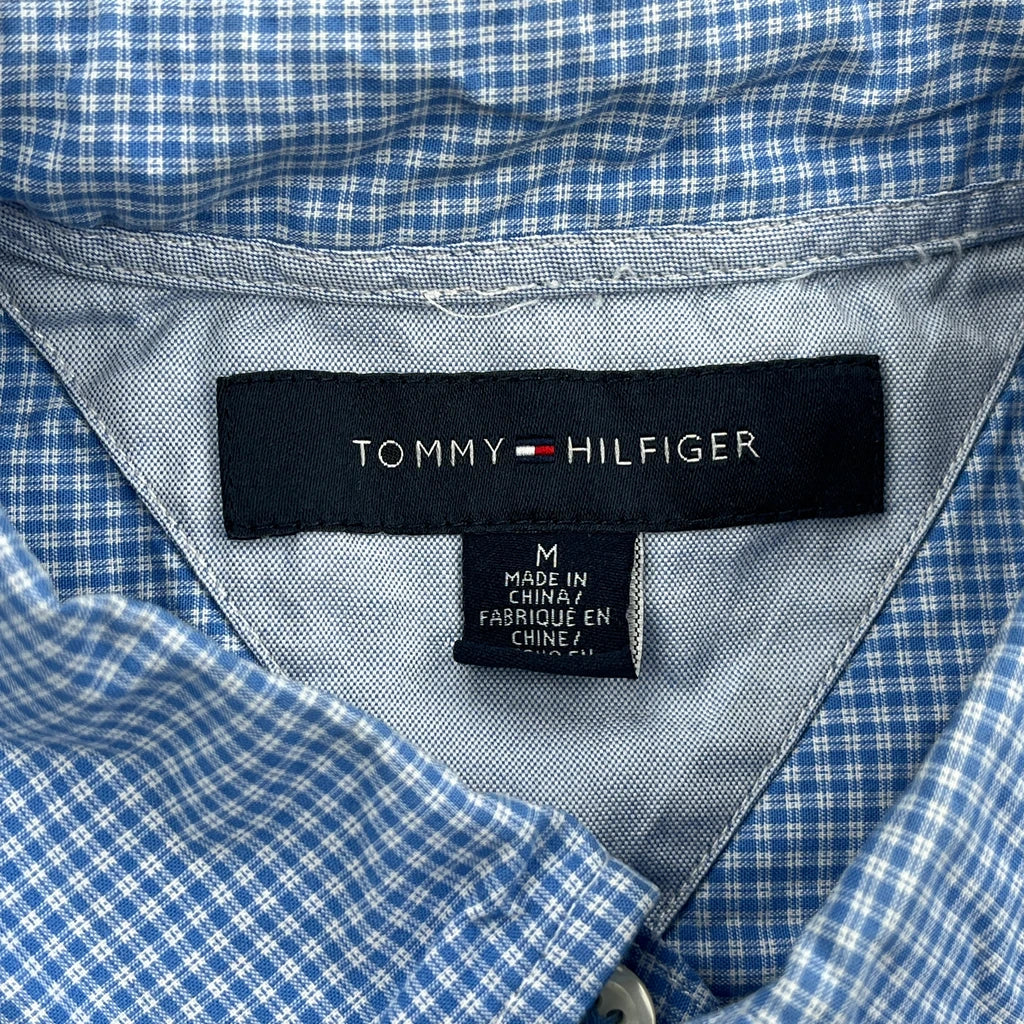 TOMMY HILFIGER
M
MADE IN
CHINA/
FABRIQUÉ EN
CHINE/